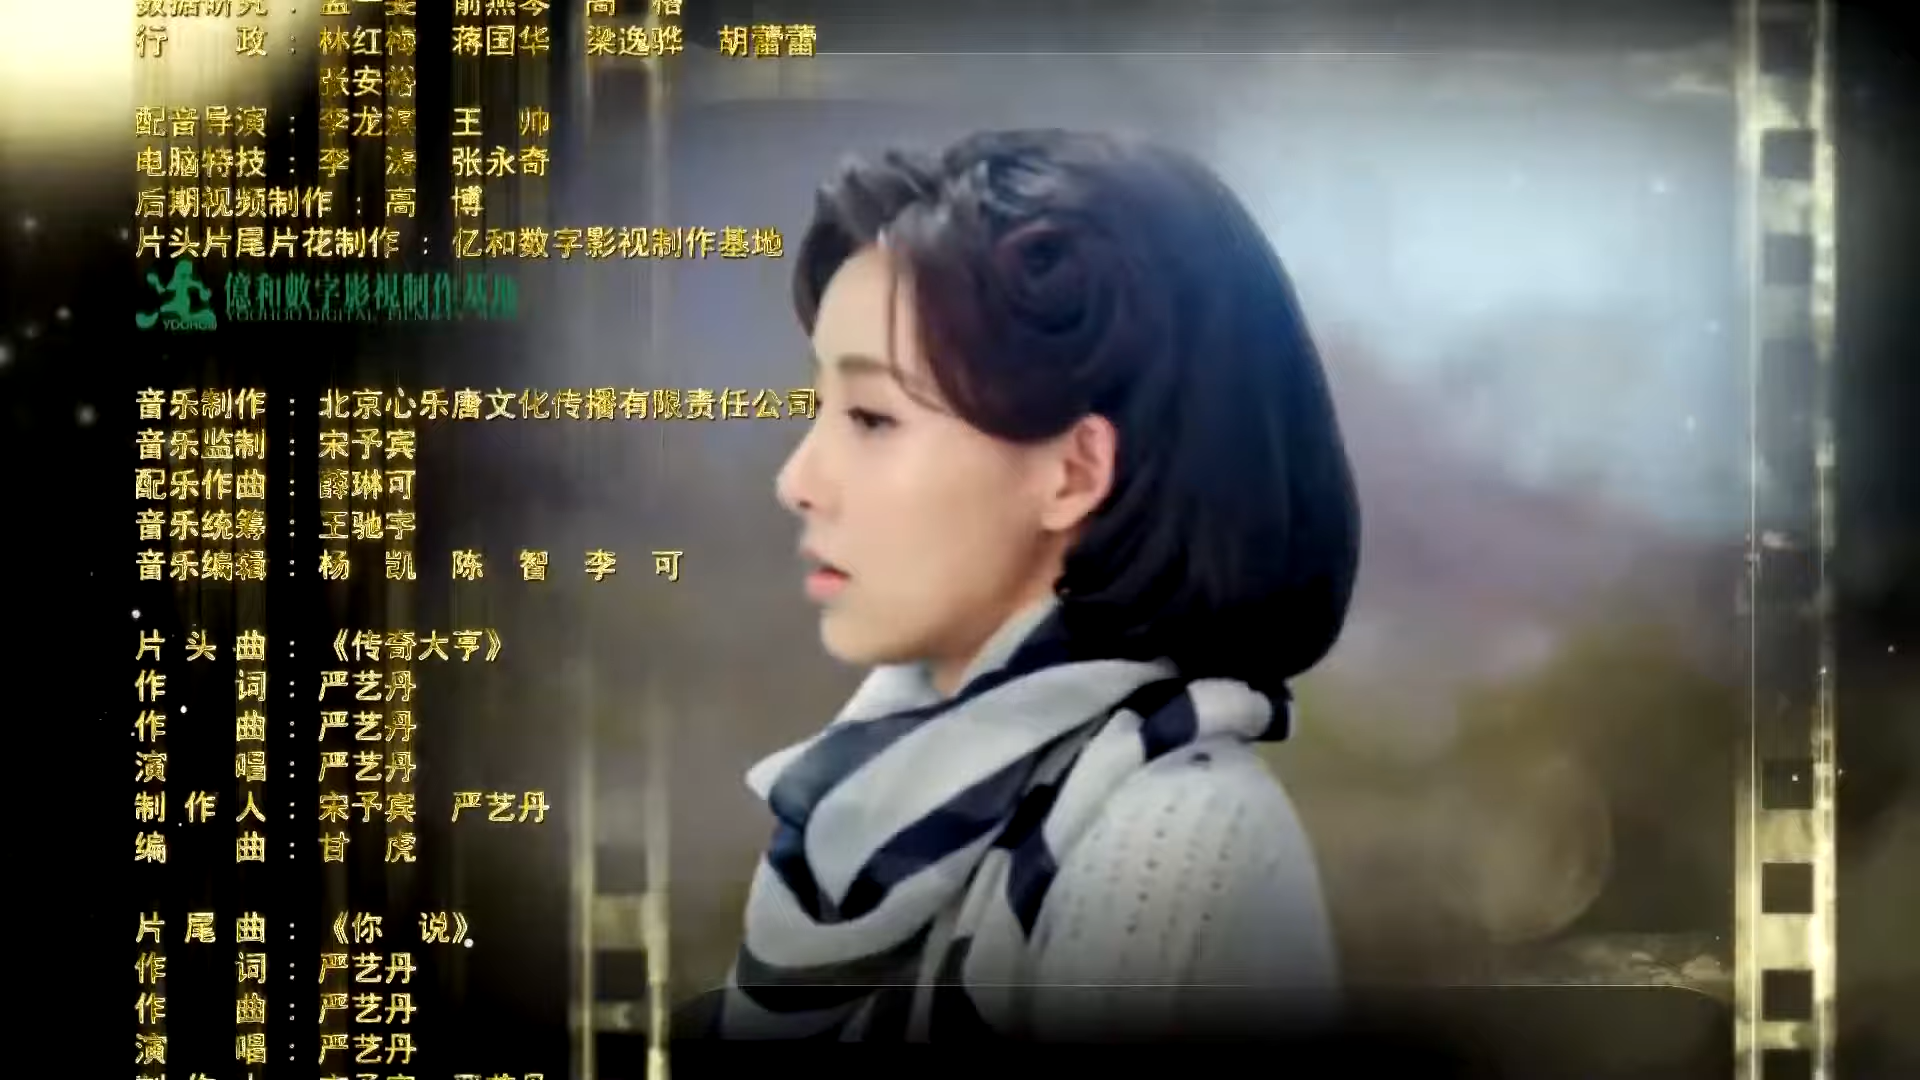 行 政：林红梅 蒋国华 梁逸骅 胡蕾蕾
张安裕
配音导演：李龙滨 王 帅
电脑特技：李 涛 张永奇
后期视频制作：高 博
片头片尾片花制作：亿和数字影视制作基地
億和數字影視制作基地
音乐制作：北京心乐唐文化传播有限责任公司
音乐监制：宋予宾
配乐作曲：薛琳可
音乐统筹：王驰宇
音乐编辑：杨 凯 陈 智 李 可
片头曲：《传奇大亨》
作 词：严艺丹
作 曲：严艺丹
演 唱：严艺丹
制作人：宋予宾 严艺丹
编 曲：甘 虎
片尾曲：《你 说》
作 词：严艺丹
作 曲：严艺丹
演 唱：严艺丹